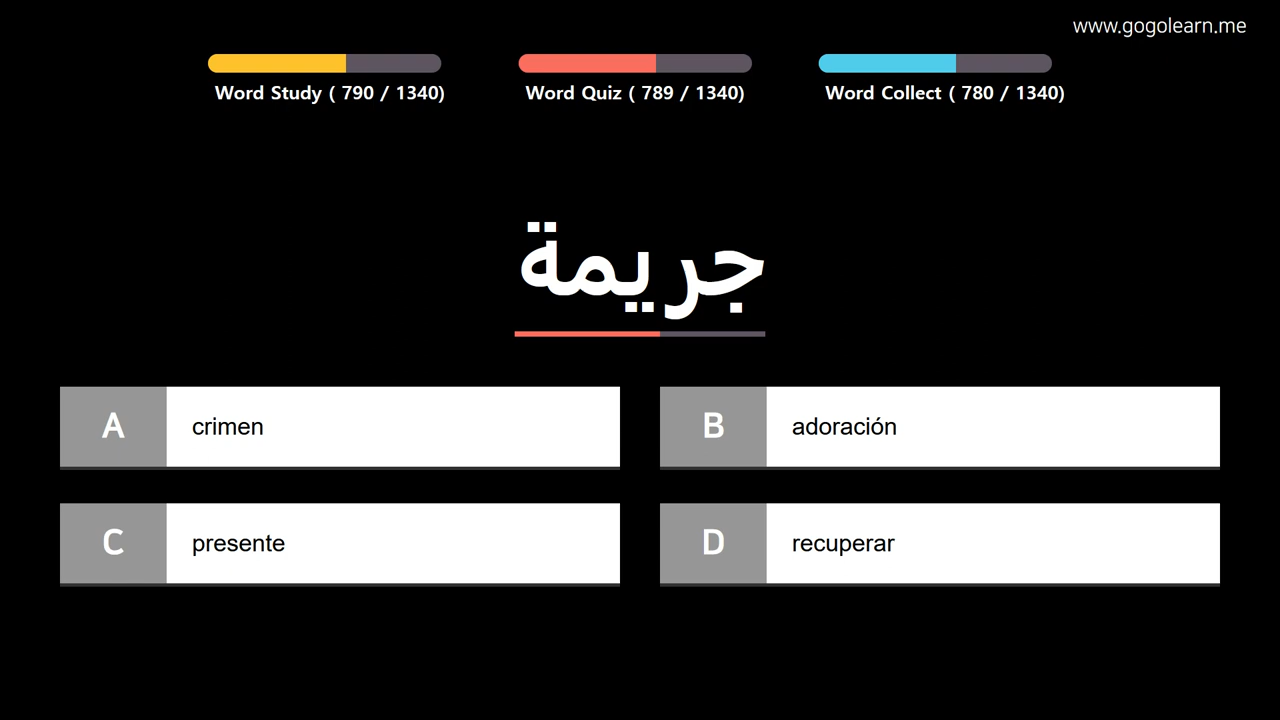 www.gogolearn.me
Word Study ( 790 / 1340)
Word Quiz ( 789 / 1340)
Word Collect ( 780 / 1340)
جريمة
A crimen
B adoración
C presente
D recuperar